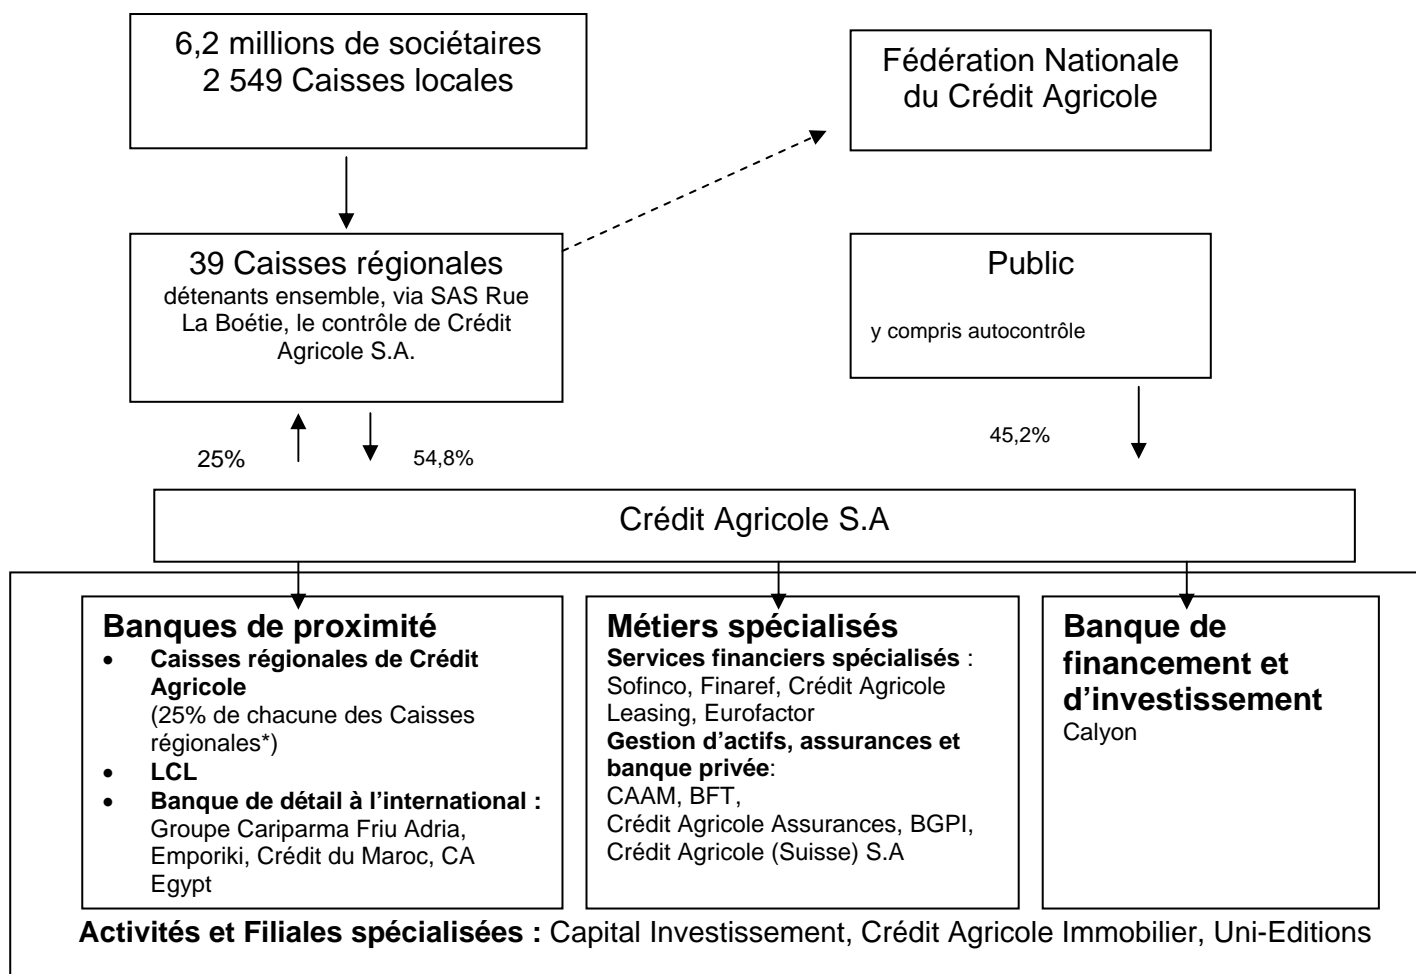 6,2 millions de sociétaires
2 549 Caisses locales
Fédération Nationale
du Crédit Agricole
39 Caisses régionales
détenants ensemble, via SAS Rue
La Boétie, le contrôle de Crédit
Agricole S.A.
Public
y compris autocontrôle
25%
54,8%
45,2%
Crédit Agricole S.A
Banques de proximité
• Caisses régionales de Crédit
Agricole
(25% de chacune des Caisses
régionales*)
• LCL
• Banque de détail à l'international :
Groupe Cariparma Friu Adria,
Emporiki, Crédit du Maroc, CA
Egypt
Métiers spécialisés
Services financiers spécialisés :
Sofinco, Finaref, Crédit Agricole
Leasing, Eurofactor
Gestion d'actifs, assurances et
banque privée:
CAAM, BFT,
Crédit Agricole Assurances, BGPI,
Crédit Agricole (Suisse) S.A
Banque de
financement et
d'investissement
Calyon
Activités et Filiales spécialisées : Capital Investissement, Crédit Agricole Immobilier, Uni-Editions